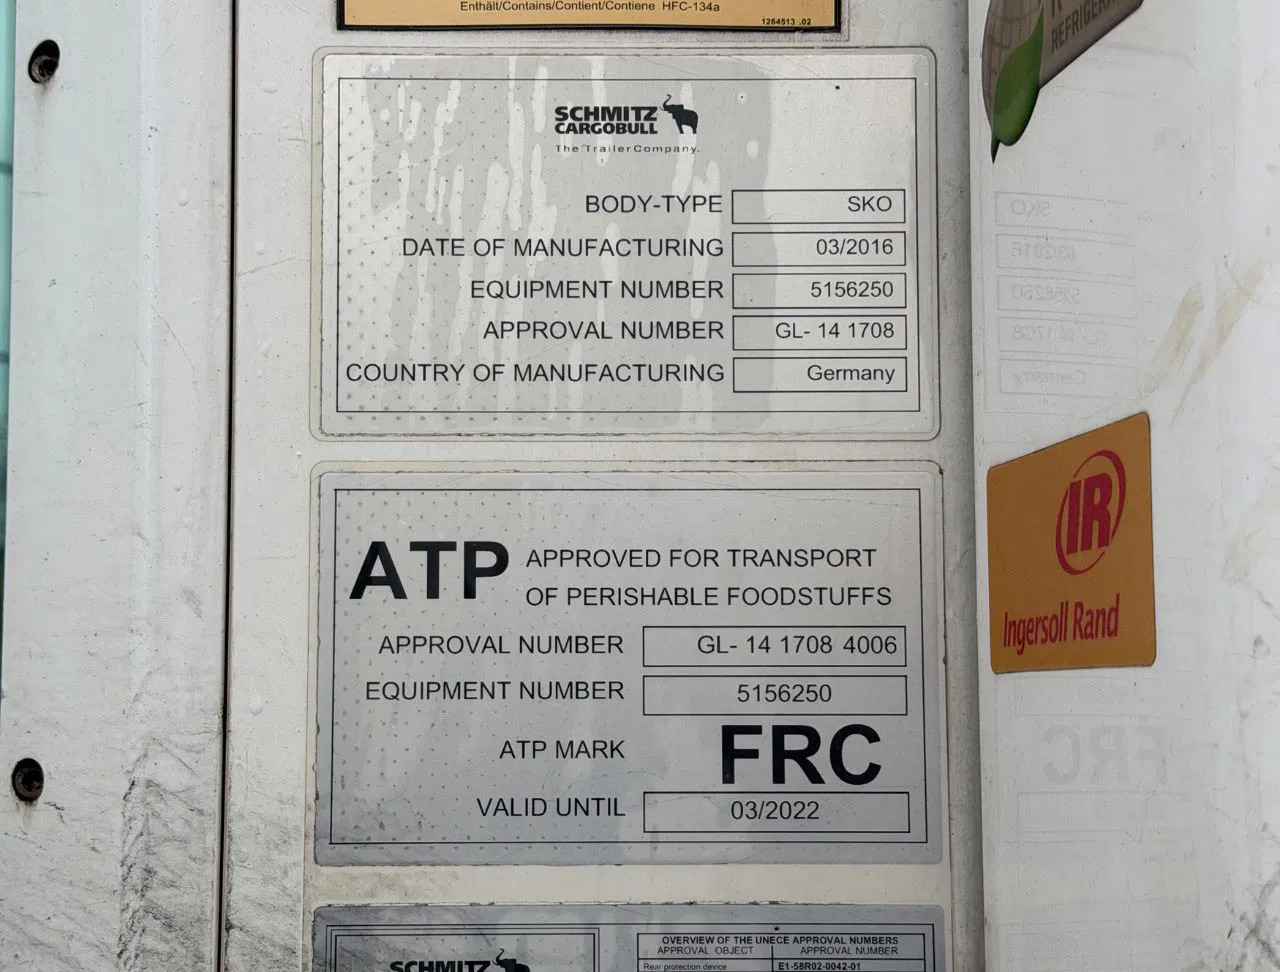 Enthält/Contains/Contient/Contiene HFC-134a
1264513 .02
SCHMITZ
CARGOBULL
The Trailer Company.
BODY-TYPE SKO
DATE OF MANUFACTURING 03/2016
EQUIPMENT NUMBER 5156250
APPROVAL NUMBER GL- 14 1708
COUNTRY OF MANUFACTURING Germany
ATP APPROVED FOR TRANSPORT
OF PERISHABLE FOODSTUFFS
APPROVAL NUMBER GL- 14 1708 4006
EQUIPMENT NUMBER 5156250
ATP MARK FRC
VALID UNTIL 03/2022
SCHMITZ
OVERVIEW OF THE UNECE APPROVAL NUMBERS
APPROVAL OBJECT APPROVAL NUMBER
Rear protection device E1-58R02-0042-01
IR
Ingersoll Rand